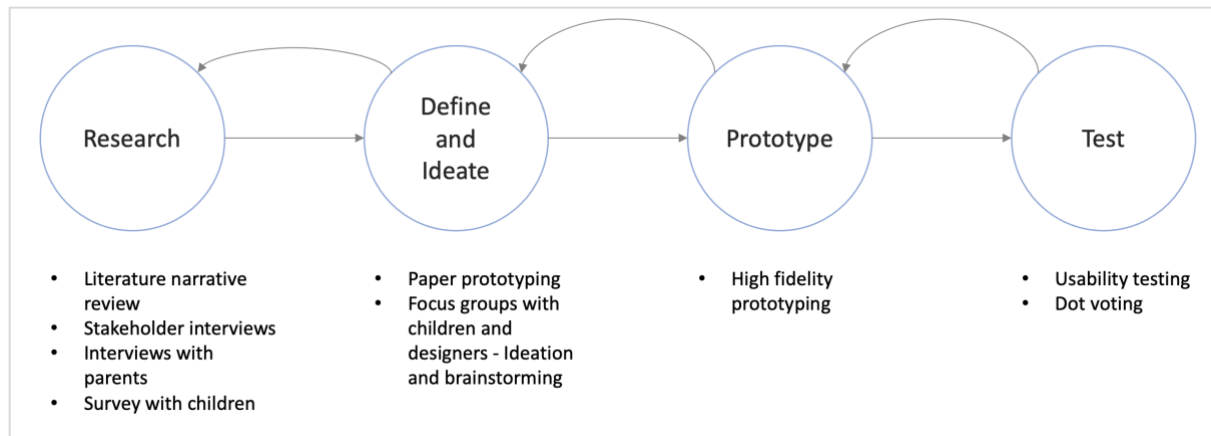 Research
Define
and
Ideate
Prototype
Test
• Literature narrative
review
• Stakeholder interviews
• Interviews with
parents
• Survey with children
• Paper prototyping
• Focus groups with
children and
designers - Ideation
and brainstorming
• High fidelity
prototyping
• Usability testing
• Dot voting